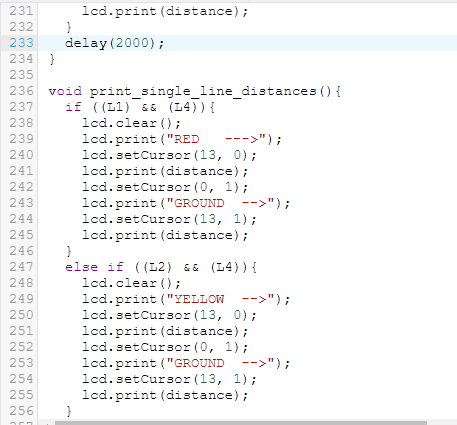 231 lcd.print(distance);
232 }
233 delay(2000);
234 }
235
236 void print_single_line_distances(){
237 if ((L1) && (L4)){
238 lcd.clear();
239 lcd.print("RED   --->");
240 lcd.setCursor(13, 0);
241 lcd.print(distance);
242 lcd.setCursor(0, 1);
243 lcd.print("GROUND  -->");
244 lcd.setCursor(13, 1);
245 lcd.print(distance);
246 }
247 else if ((L2) && (L4)){
248 lcd.clear();
249 lcd.print("YELLOW  -->");
250 lcd.setCursor(13, 0);
251 lcd.print(distance);
252 lcd.setCursor(0, 1);
253 lcd.print("GROUND  -->");
254 lcd.setCursor(13, 1);
255 lcd.print(distance);
256 }